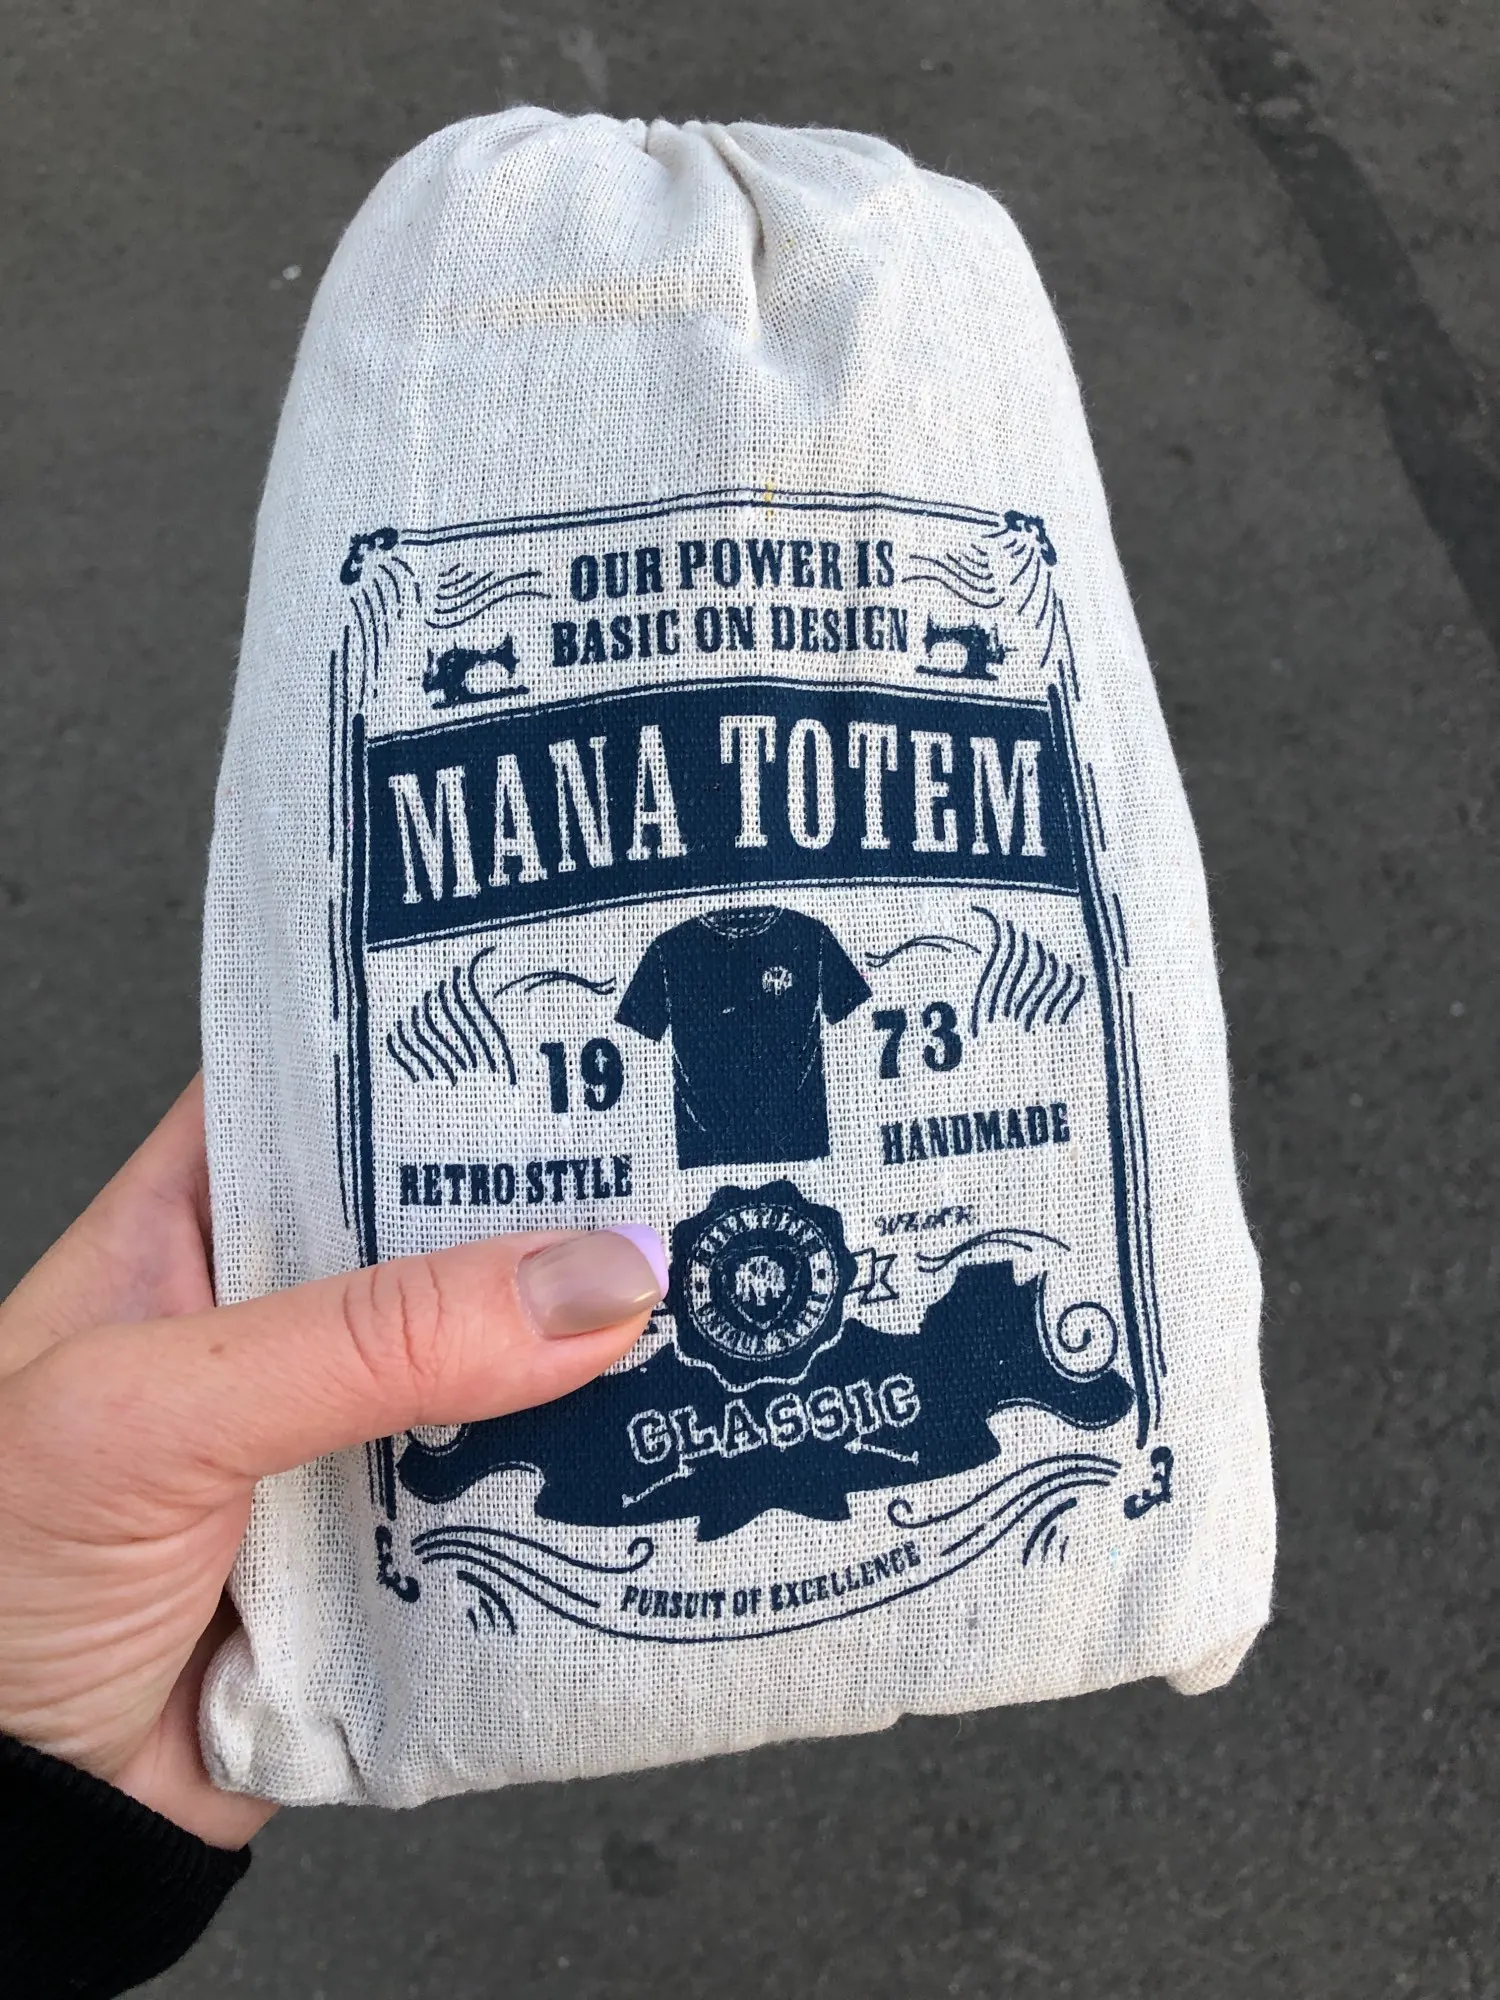 OUR POWER IS
BASIC ON DESIGN
MANA TOTEM
19 73
RETRO STYLE HANDMADE
CLASSIC
PURSUIT OF EXCELLENCE